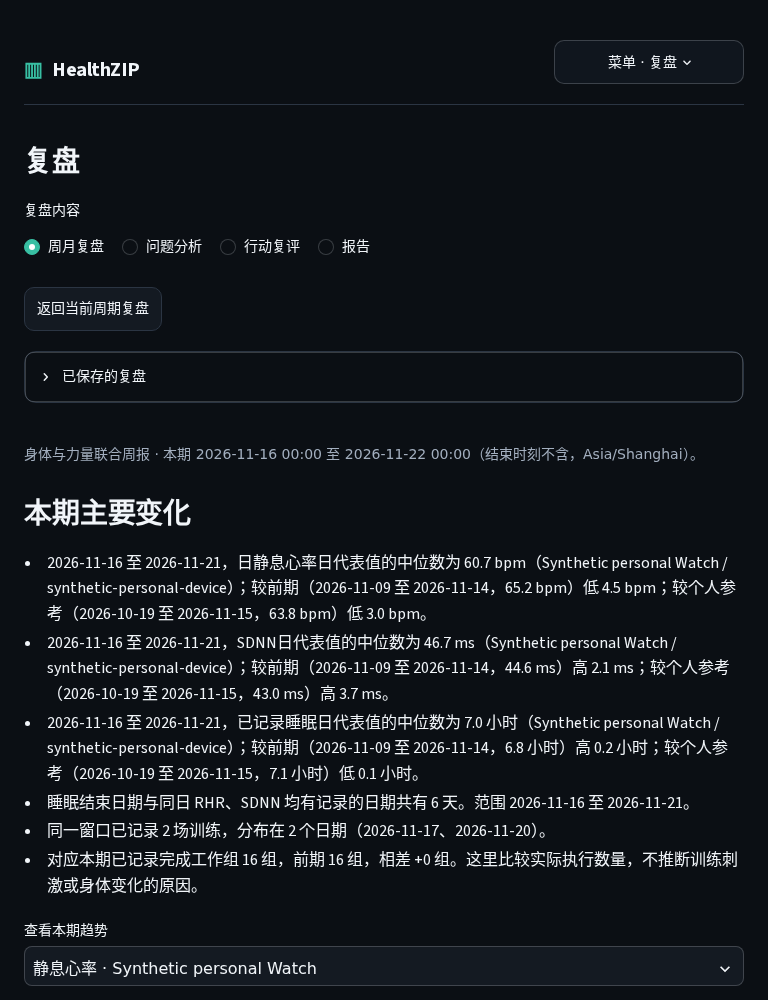 HealthZIP
菜单 · 复盘
复盘
复盘内容
周月复盘
问题分析
行动复评
报告
返回当前周期复盘
已保存的复盘
身体与力量联合周报 · 本期 2026-11-16 00:00 至 2026-11-22 00:00（结束时刻不含，Asia/Shanghai）。
本期主要变化
2026-11-16 至 2026-11-21，日静息心率日代表值的中位数为 60.7 bpm（Synthetic personal Watch /
synthetic-personal-device）；较前期（2026-11-09 至 2026-11-14，65.2 bpm）低 4.5 bpm；较个人参
考（2026-10-19 至 2026-11-15，63.8 bpm）低 3.0 bpm。
2026-11-16 至 2026-11-21，SDNN日代表值的中位数为 46.7 ms（Synthetic personal Watch /
synthetic-personal-device）；较前期（2026-11-09 至 2026-11-14，44.6 ms）高 2.1 ms；较个人参考
（2026-10-19 至 2026-11-15，43.0 ms）高 3.7 ms。
2026-11-16 至 2026-11-21，已记录睡眠日代表值的中位数为 7.0 小时（Synthetic personal Watch /
synthetic-personal-device）；较前期（2026-11-09 至 2026-11-14，6.8 小时）高 0.2 小时；较个人参
考（2026-10-19 至 2026-11-15，7.1 小时）低 0.1 小时。
睡眠结束日期与同日 RHR、SDNN 均有记录的日期共有 6 天。范围 2026-11-16 至 2026-11-21。
同一窗口已记录 2 场训练，分布在 2 个日期（2026-11-17、2026-11-20）。
对应本期已记录完成工作组 16 组，前期 16 组，相差 +0 组。这里比较实际执行数量，不推断训练刺
激或身体变化的原因。
查看本期趋势
静息心率 · Synthetic personal Watch